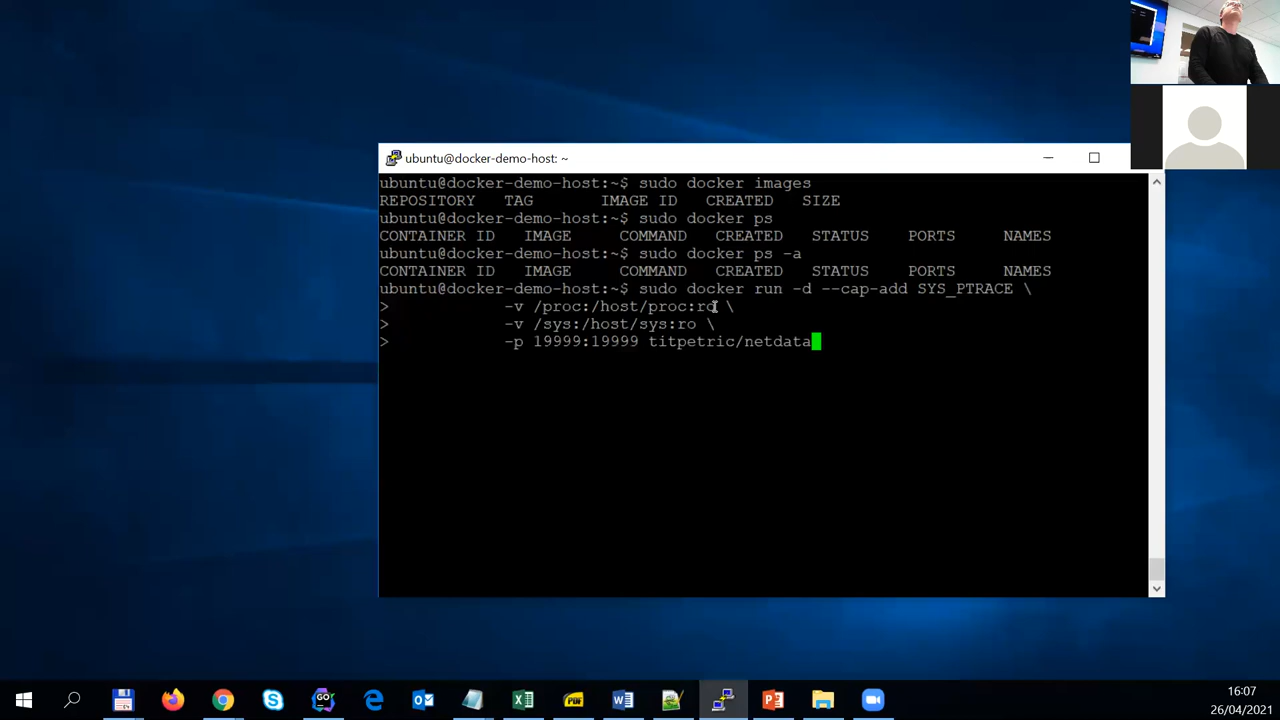 ubuntu@docker-demo-host: ~
ubuntu@docker-demo-host:~$ sudo docker images
REPOSITORY   TAG       IMAGE ID   CREATED   SIZE
ubuntu@docker-demo-host:~$ sudo docker ps
CONTAINER ID   IMAGE     COMMAND   CREATED   STATUS    PORTS     NAMES
ubuntu@docker-demo-host:~$ sudo docker ps -a
CONTAINER ID   IMAGE     COMMAND   CREATED   STATUS    PORTS     NAMES
ubuntu@docker-demo-host:~$ sudo docker run -d --cap-add SYS_PTRACE \
>            -v /proc:/host/proc:ro \
>            -v /sys:/host/sys:ro \
>            -p 19999:19999 titpetric/netdata
GO
PDF
16:07
26/04/2021